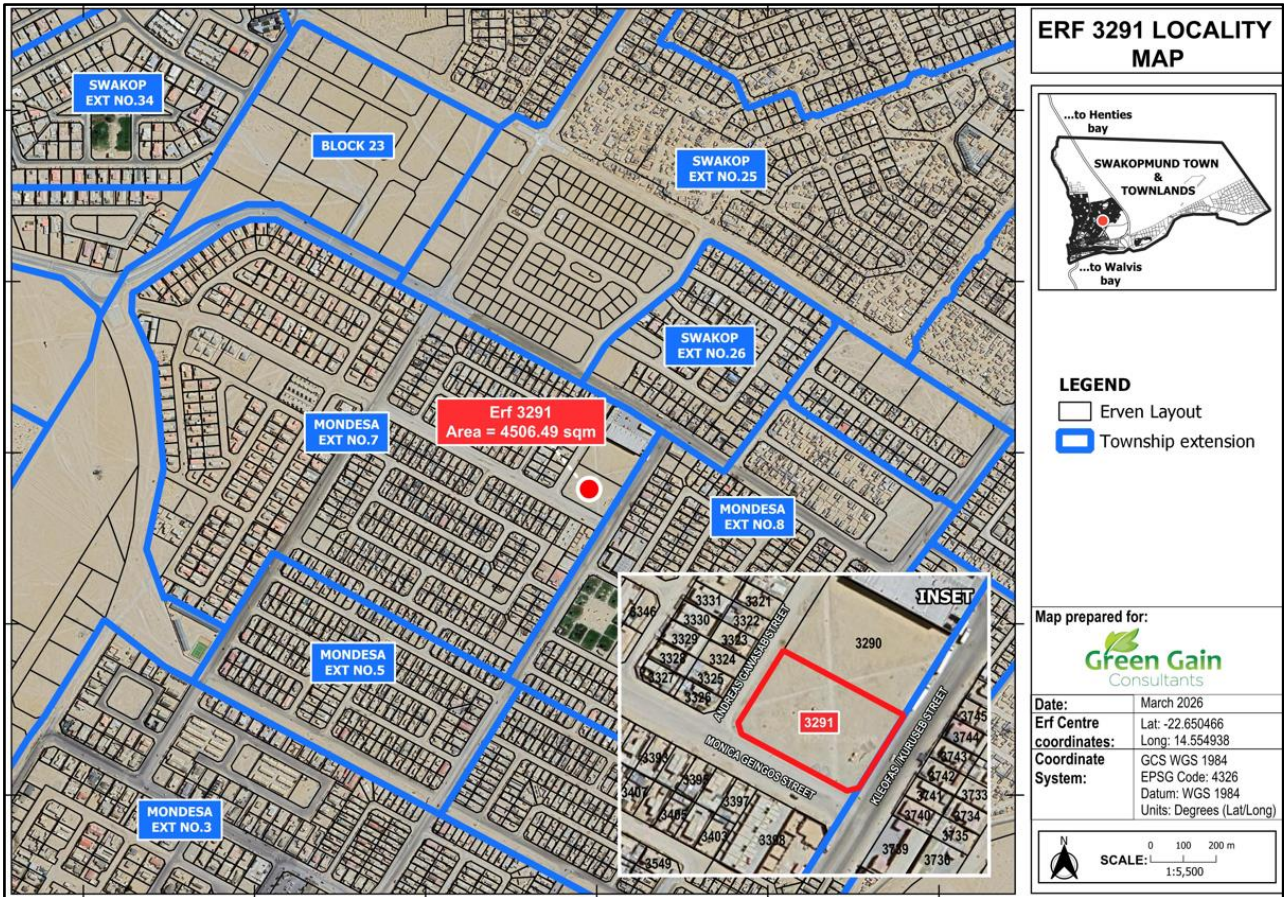 ERF 3291 LOCALITY
MAP
SWAKOP
EXT NO.34
BLOCK 23
SWAKOP
EXT NO.25
SWAKOP
EXT NO.26
Erf 3291
Area = 4506.49 sqm
MONDESA
EXT NO.7
MONDESA
EXT NO.8
MONDESA
EXT NO.5
MONDESA
EXT NO.3
INSET
3346
3331
3321
3330
3322
3329
3323
3328
3324
3327
3325
3326
3290
3291
ANDREAS GAWASAB STREET
MONICA GEINGOS STREET
3393
3395
3407
3405
3397
3403
3398
3549
3745
3744
3743
3742
3741
3733
3740
3734
3735
3739
3736
...to Henties
bay
SWAKOPMUND TOWN
&
TOWNLANDS
...to Walvis
bay
LEGEND
Erven Layout
Township extension
Map prepared for:
Green Gain
Consultants
Date: March 2026
Erf Centre Lat: -22.650466
coordinates: Long: 14.554938
Coordinate GCS WGS 1984
System: EPSG Code: 4326
Datum: WGS 1984
Units: Degrees (Lat/Long)
N
SCALE: 0 100 200 m
1:5,500